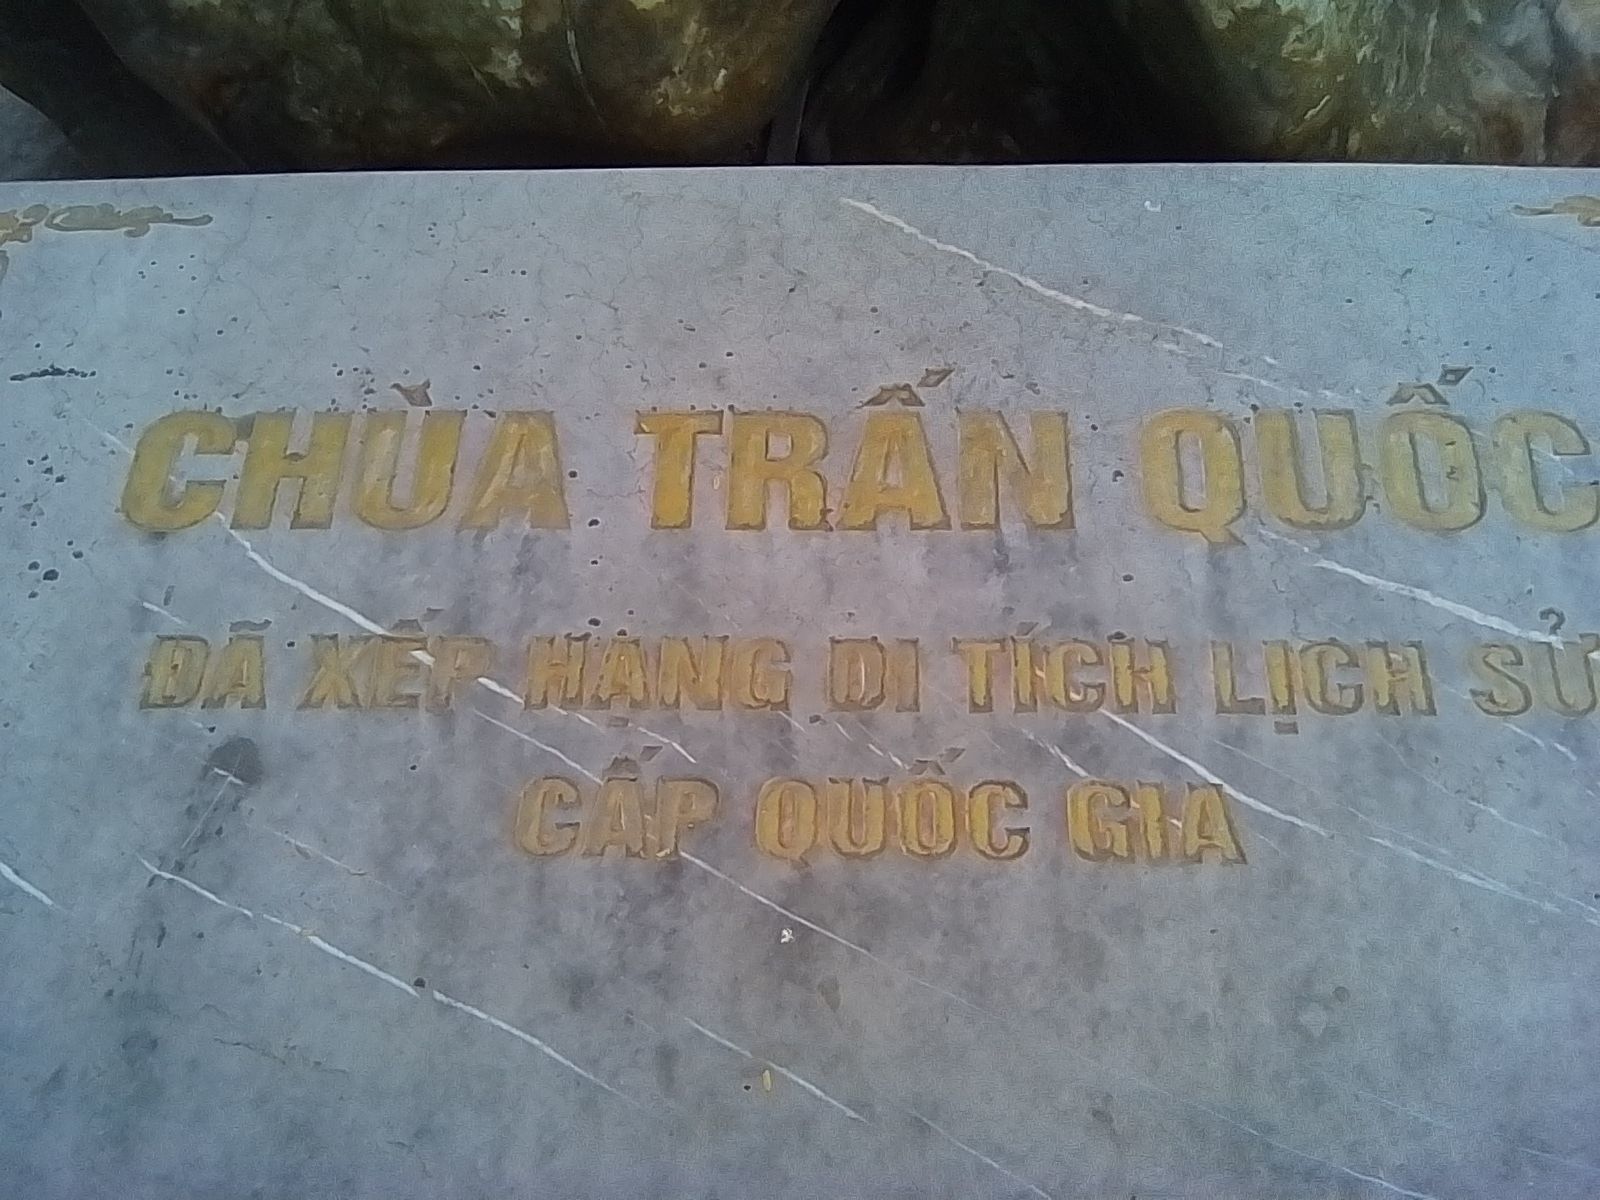 CHÙA TRẤN QUỐC
ĐÃ XẾP HẠNG DI TÍCH LỊCH SỬ
CẤP QUỐC GIA